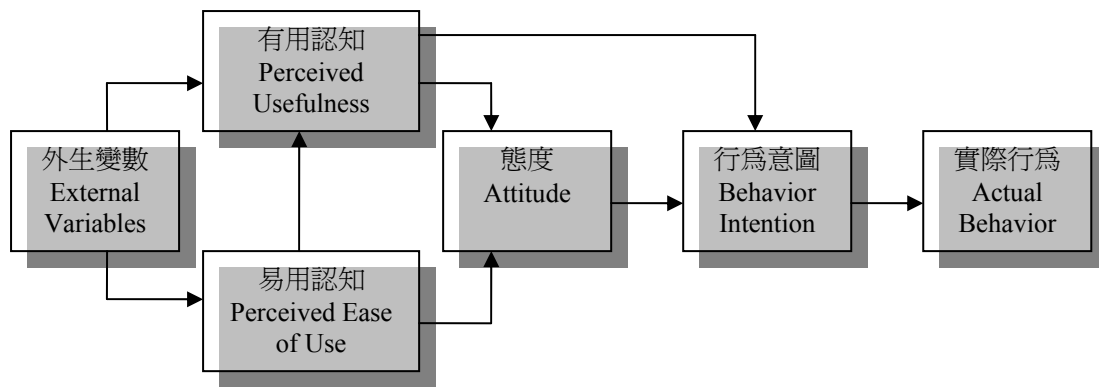 有用認知
Perceived
Usefulness
外生變數
External
Variables
態度
Attitude
行爲意圖
Behavior
Intention
實際行爲
Actual
Behavior
易用認知
Perceived Ease
of Use